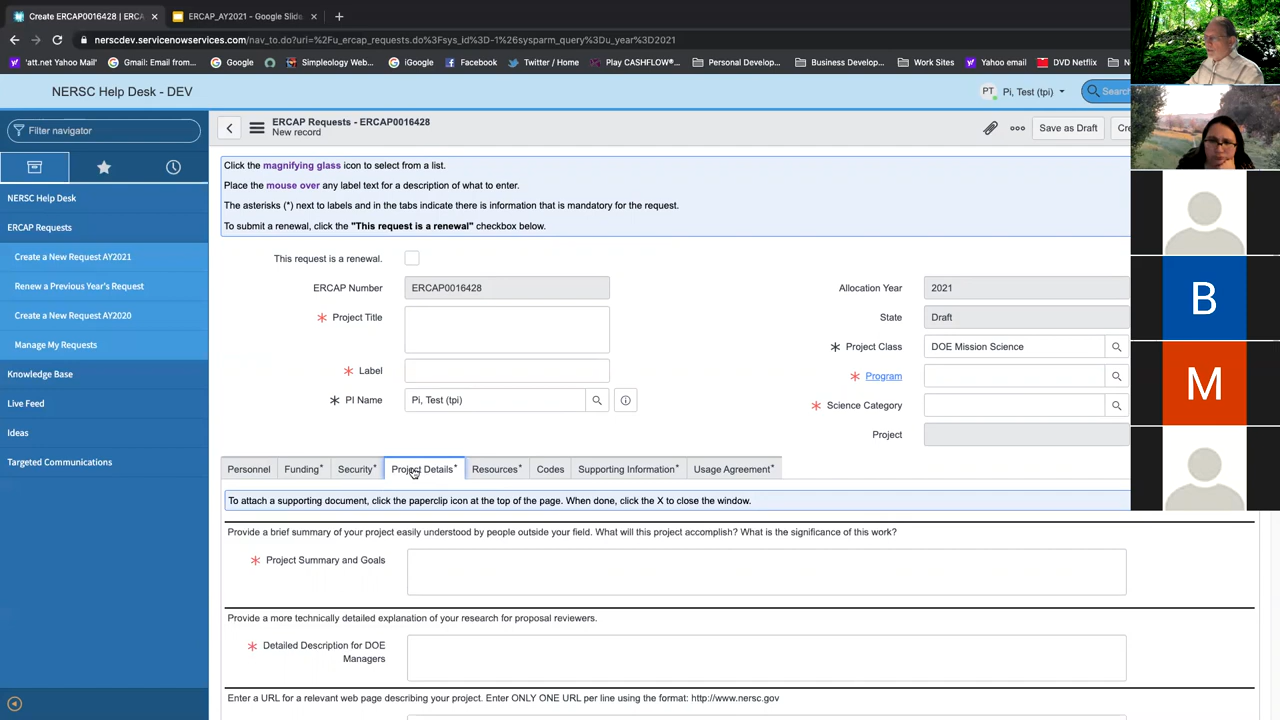 Create ERCAP0016428 | ERCA
ERCAP_AY2021 - Google Slide
nerscdev.servicenowservices.com/nav_to.do?uri=%2Fu_ercap_requests.do%3Fsys_id%3D-1%26sysparm_query%3Du_year%3D2021
'att.net Yahoo Mail'
Gmail: Email from...
Google
Simpleology Web...
iGoogle
Facebook
Twitter / Home
Play CASHFLOW®...
Personal Develop...
Business Develop...
Work Sites
Yahoo email
DVD Netflix
NERSC Help Desk - DEV
PT
Pi, Test (tpi)
Search
Filter navigator
NERSC Help Desk
ERCAP Requests
Create a New Request AY2021
Renew a Previous Year's Request
Create a New Request AY2020
Manage My Requests
Knowledge Base
Live Feed
Ideas
Targeted Communications
ERCAP Requests - ERCAP0016428
New record
Save as Draft
Click the magnifying glass icon to select from a list.
Place the mouse over any label text for a description of what to enter.
The asterisks (*) next to labels and in the tabs indicate there is information that is mandatory for the request.
To submit a renewal, click the "This request is a renewal" checkbox below.
This request is a renewal.
ERCAP Number ERCAP0016428
Project Title
Label
PI Name Pi, Test (tpi)
Allocation Year 2021
State Draft
Project Class DOE Mission Science
Program
Science Category
Project
Personnel
Funding*
Security*
Project Details*
Resources*
Codes
Supporting Information*
Usage Agreement*
To attach a supporting document, click the paperclip icon at the top of the page. When done, click the X to close the window.
Provide a brief summary of your project easily understood by people outside your field. What will this project accomplish? What is the significance of this work?
Project Summary and Goals
Provide a more technically detailed explanation of your research for proposal reviewers.
Detailed Description for DOE
Managers
Enter a URL for a relevant web page describing your project. Enter ONLY ONE URL per line using the format: http://www.nersc.gov
B
M